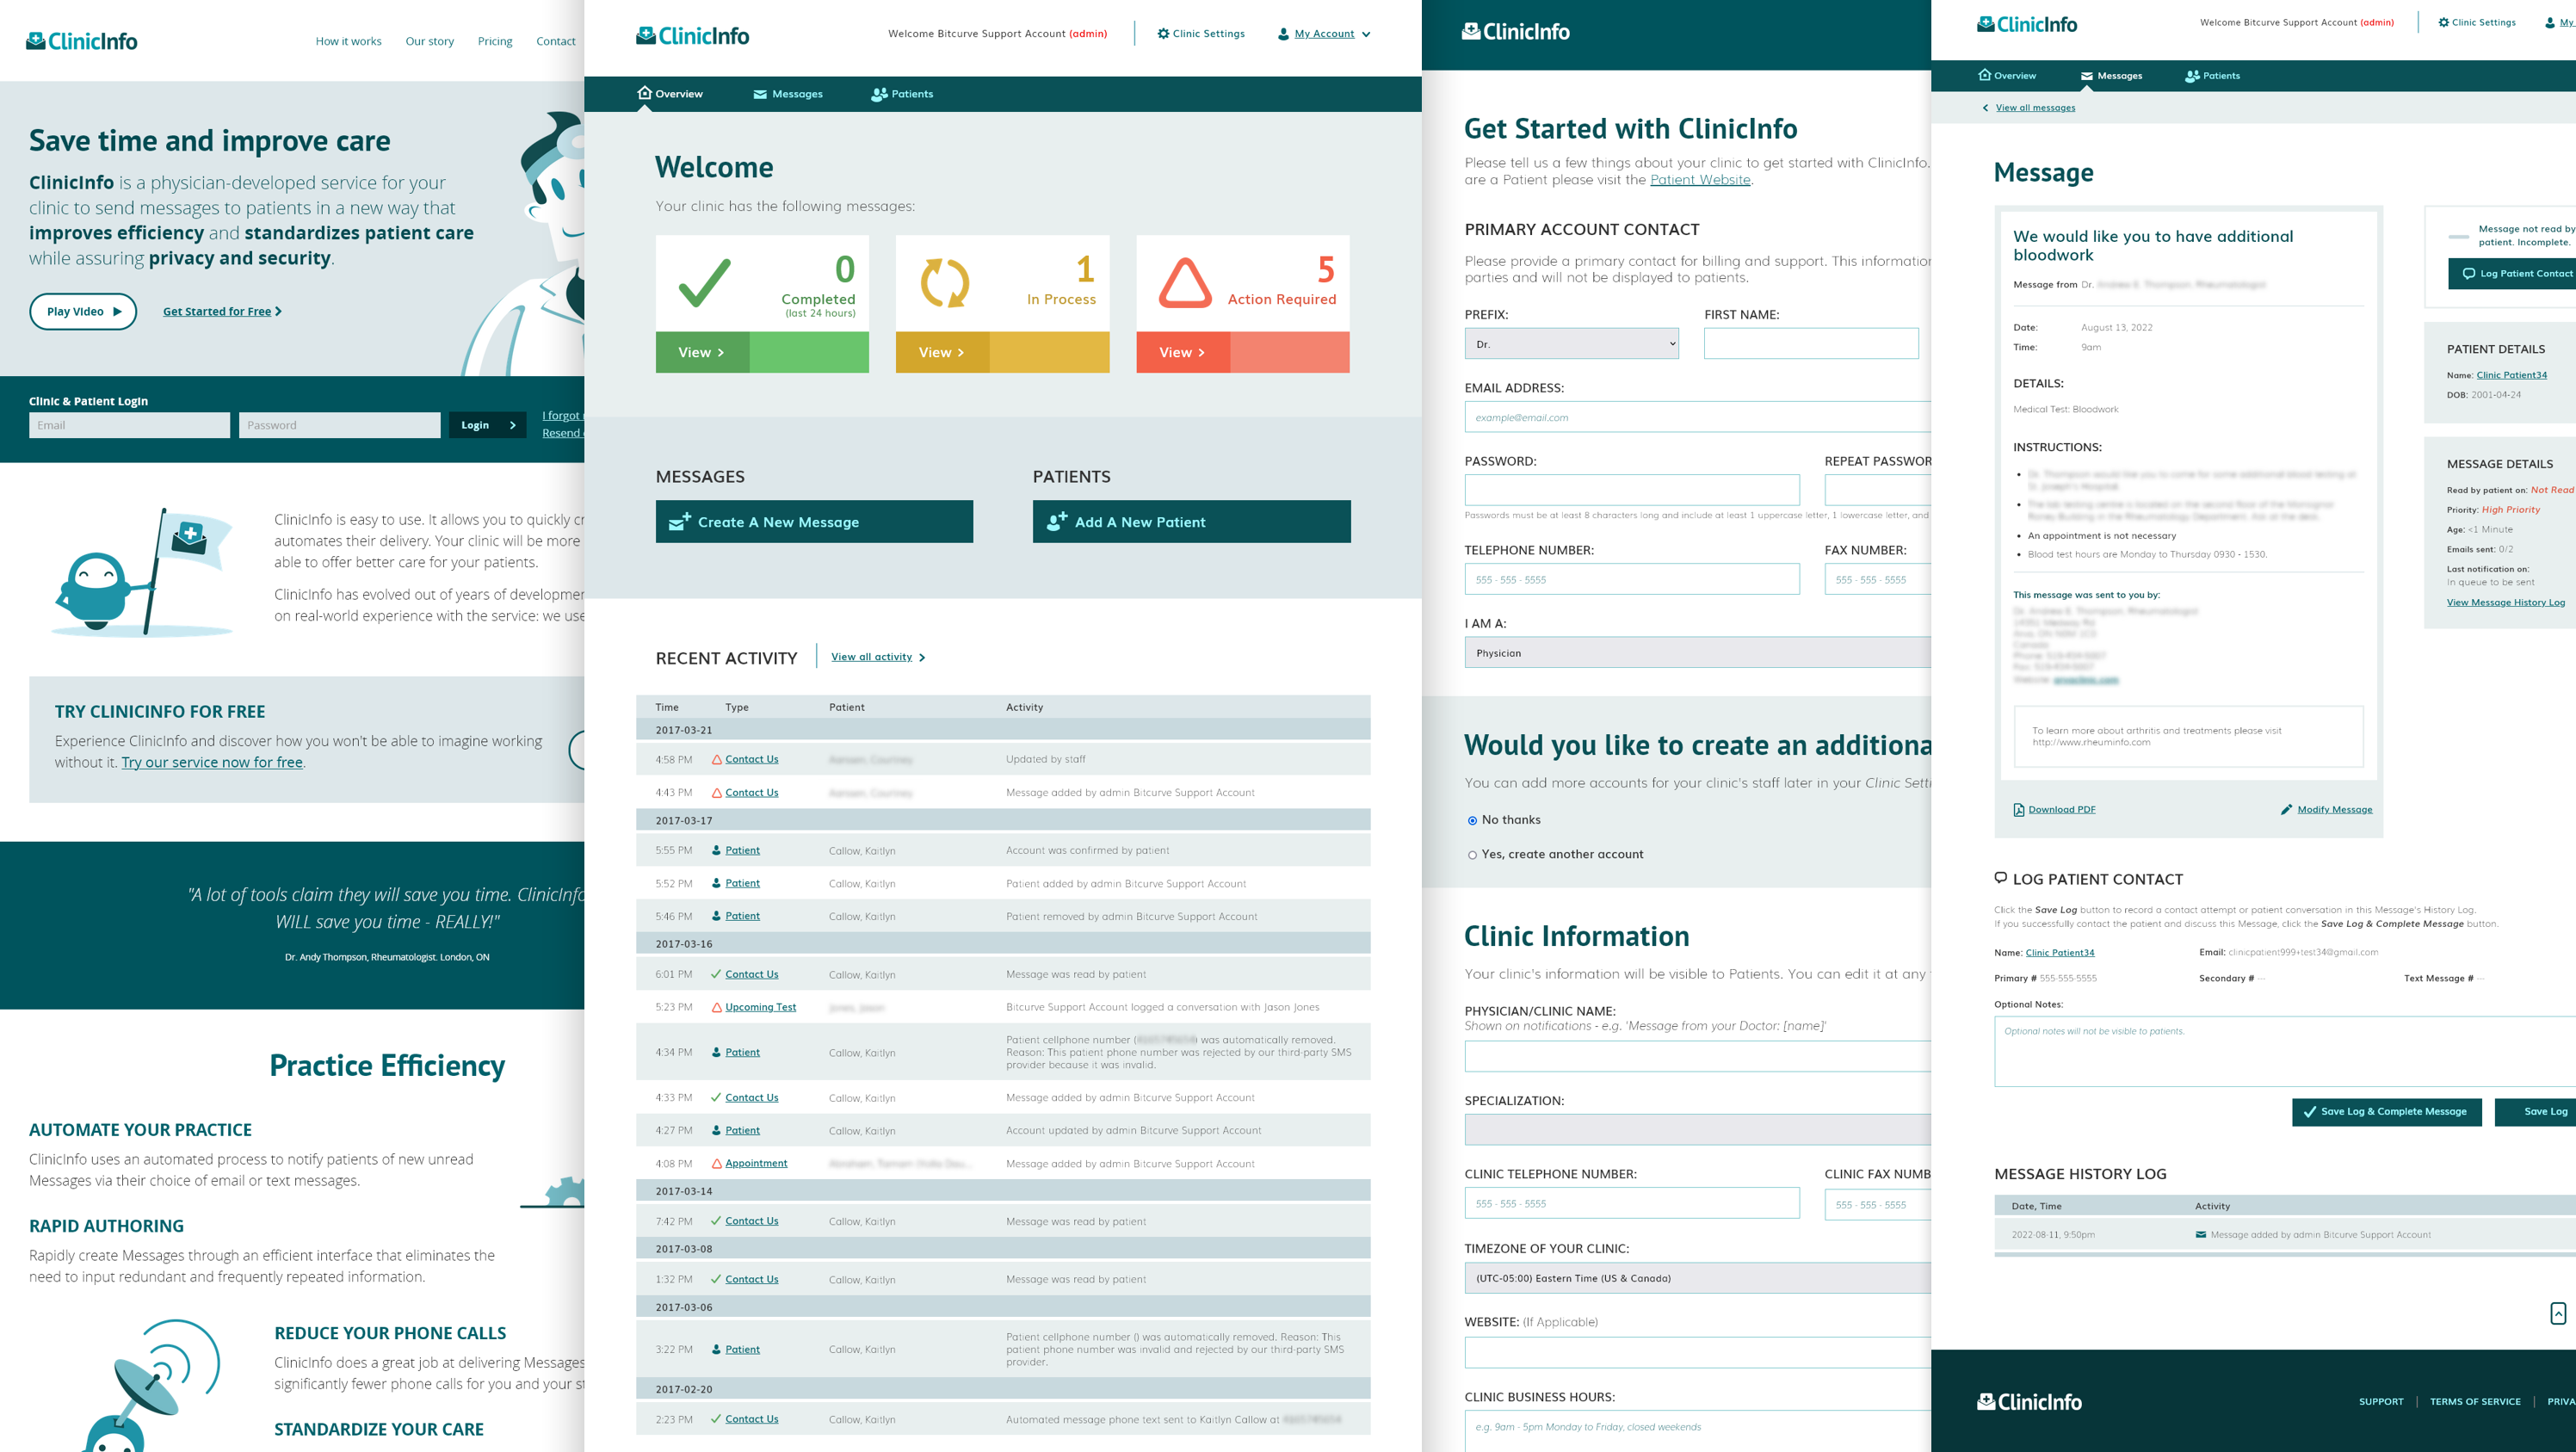 ClinicInfo
How it works
Our story
Pricing
Contact
Save time and improve care
ClinicInfo is a physician-developed service for your
clinic to send messages to patients in a new way that
improves efficiency and standardizes patient care
while assuring privacy and security.
Play Video
Get Started for Free
Clinic & Patient Login
Email
Password
Login
I forgot
Resend
ClinicInfo is easy to use. It allows you to quickly
automates their delivery. Your clinic will be more
able to offer better care for your patients.
ClinicInfo has evolved out of years of
on real-world experience with the service: we
TRY CLINICINFO FOR FREE
Experience ClinicInfo and discover how you won't be able to imagine working
without it. Try our service now for free.
"A lot of tools claim they will save you time. ClinicInfo
WILL save you time - REALLY!"
Dr. Andy Thompson, Rheumatologist. London, ON
Practice Efficiency
AUTOMATE YOUR PRACTICE
ClinicInfo uses an automated process to notify patients of new unread
Messages via their choice of email or text messages.
RAPID AUTHORING
Rapidly create Messages through an efficient interface that eliminates the
need to input redundant and frequently repeated information.
REDUCE YOUR PHONE CALLS
ClinicInfo does a great job at delivering Messages
significantly fewer phone calls for you and your
STANDARDIZE YOUR CARE
ClinicInfo
Welcome Bitcurve Support Account (admin)
Clinic Settings
My Account
Overview
Messages
Patients
Welcome
Your clinic has the following messages:
0
Completed
(last 24 hours)
View >
1
In Process
View >
5
Action Required
View >
MESSAGES
Create A New Message
PATIENTS
Add A New Patient
RECENT ACTIVITY
View all activity
Time Type Patient Activity
2017-03-21
4:58 PM Contact Us Updated by staff
4:43 PM Contact Us Message added by admin Bitcurve Support Account
2017-03-17
5:55 PM Patient Callow, Kaitlyn Account was confirmed by patient
5:52 PM Patient Callow, Kaitlyn Patient added by admin Bitcurve Support Account
5:46 PM Patient Callow, Kaitlyn Patient removed by admin Bitcurve Support Account
2017-03-16
6:01 PM Contact Us Callow, Kaitlyn Message was read by patient
5:23 PM Upcoming Test Bitcurve Support Account logged a conversation with Jason Jones
4:34 PM Patient Callow, Kaitlyn Patient cellphone number ( ) was automatically removed.
Reason: This patient phone number was rejected by our third-party SMS
provider because it was invalid.
4:33 PM Contact Us Callow, Kaitlyn Message added by admin Bitcurve Support Account
4:27 PM Patient Callow, Kaitlyn Account updated by admin Bitcurve Support Account
4:08 PM Appointment Message added by admin Bitcurve Support Account
2017-03-14
7:42 PM Contact Us Callow, Kaitlyn Message was read by patient
2017-03-08
1:32 PM Contact Us Callow, Kaitlyn Message was read by patient
2017-03-06
3:22 PM Patient Callow, Kaitlyn Patient cellphone number () was automatically removed. Reason: This
patient phone number was invalid and rejected by our third-party SMS
provider.
2017-02-20
2:23 PM Contact Us Callow, Kaitlyn Automated message phone text sent to Kaitlyn Callow at
ClinicInfo
Get Started with ClinicInfo
Please tell us a few things about your clinic to get started with ClinicInfo.
are a Patient please visit the Patient Website.
PRIMARY ACCOUNT CONTACT
Please provide a primary contact for billing and support. This
parties and will not be displayed to patients.
PREFIX:
Dr.
FIRST NAME:
EMAIL ADDRESS:
example@email.com
PASSWORD:
REPEAT
Passwords must be at least 8 characters long and include at least 1 uppercase letter, 1 lowercase letter, and
TELEPHONE NUMBER:
555 - 555 - 5555
FAX NUMBER:
555 - 555 - 5555
I AM A:
Physician
Would you like to create an
You can add more accounts for your clinic's staff later in your Clinic
No thanks
Yes, create another account
Clinic Information
Your clinic's information will be visible to Patients. You can edit it at any
PHYSICIAN/CLINIC NAME:
Shown on notifications - e.g. 'Message from your Doctor: [name]'
SPECIALIZATION:
CLINIC TELEPHONE NUMBER:
555 - 555 - 5555
CLINIC FAX
555 - 555 - 5555
TIMEZONE OF YOUR CLINIC:
(UTC-05:00) Eastern Time (US & Canada)
WEBSITE: (If Applicable)
CLINIC BUSINESS HOURS:
e.g. 9am - 5pm Monday to Friday, closed weekends
ClinicInfo
Welcome Bitcurve Support Account (admin)
Clinic Settings
My
Overview
Messages
Patients
View all messages
Message
We would like you to have additional
bloodwork
Message from Dr.
Date: August 13, 2022
Time: 9am
DETAILS:
Medical Test: Bloodwork
INSTRUCTIONS:
• An appointment is not necessary
• Blood test hours are Monday to Thursday 0930 - 1530.
This message was sent to you by:
To learn more about arthritis and treatments please visit
http://www.rheuminfo.com
Download PDF
Modify Message
Message not read by
patient. Incomplete.
Log Patient Contact
PATIENT DETAILS
Name: Clinic Patient34
DOB: 2001-04-24
MESSAGE DETAILS
Read by patient on: Not Read
Priority: High Priority
Age: <1 Minute
Emails sent: 0/2
Last notification on:
In queue to be sent
View Message History Log
LOG PATIENT CONTACT
Click the Save Log button to record a contact attempt or patient conversation in this Message's History Log.
If you successfully contact the patient and discuss this Message, click the Save Log & Complete Message button.
Name: Clinic Patient34
Email: clinicpatient999+test34@gmail.com
Primary # 555-555-5555
Secondary # ---
Text Message # ---
Optional Notes:
Optional notes will not be visible to patients.
Save Log & Complete Message
Save Log
MESSAGE HISTORY LOG
Date, Time Activity
2022-08-11, 9:50pm Message added by admin Bitcurve Support Account
ClinicInfo
SUPPORT
TERMS OF SERVICE